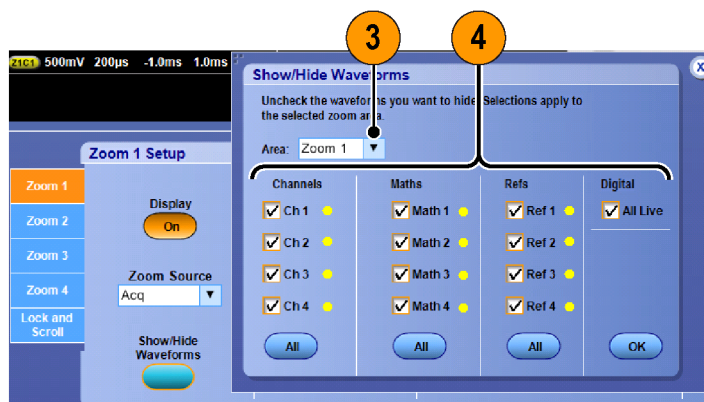 3 4
Z1C1 500mV 200µs -1.0ms 1.0ms
Show/Hide Waveforms
X
Uncheck the waveforms you want to hide. Selections apply to
the selected zoom area.
Area: Zoom 1
Zoom 1 Setup
Channels Maths Refs Digital
Zoom 1
Display
On
Ch 1 Math 1 Ref 1 All Live
Zoom 2
Ch 2 Math 2 Ref 2
Zoom 3
Zoom Source
Acq
Ch 3 Math 3 Ref 3
Zoom 4
Ch 4 Math 4 Ref 4
Lock and
Scroll
Show/Hide
Waveforms
All All All OK